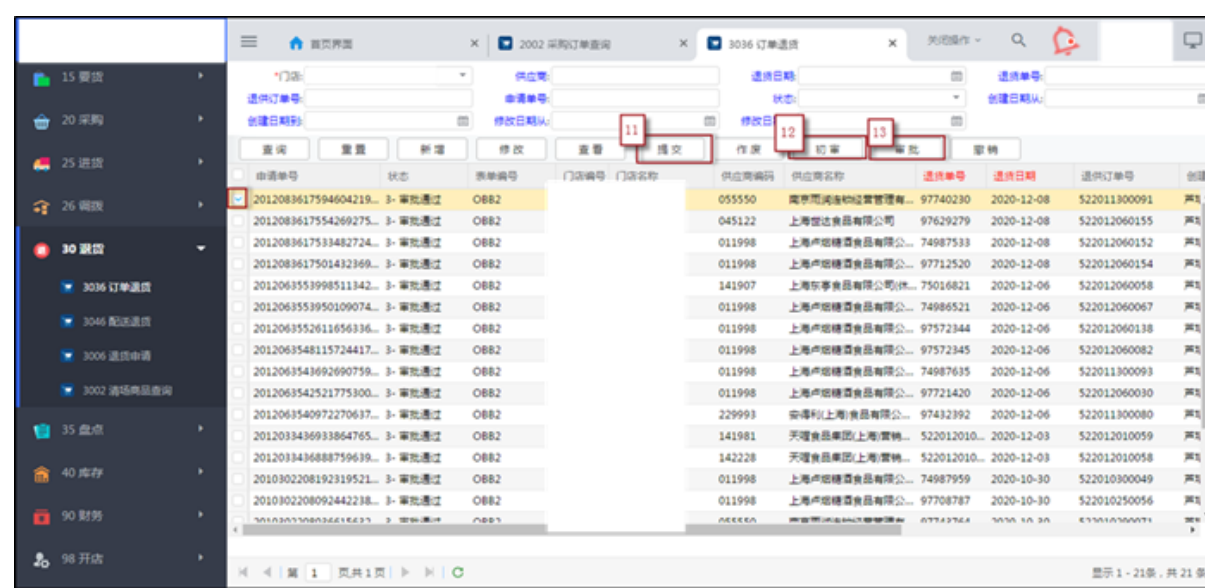 首页界面 × 2002 采购订单查询 × 3036 订单退货 × 关闭操作
15 要货
20 采购
25 进货
26 调拨
30 退货
3036 订单退货
3046 配送退货
3006 退货申请
3002 清场商品查询
35 盘点
40 库存
90 财务
98 开店
*门店: 供应商: 退货日期: 退货单号:
退供订单号: 申请单号: 状态: 创建日期从:
创建日期到: 修改日期从: 修改日
11 12 13
查询 重置 新增 修改 查看 提交 作废 初审 审批
申请单号 状态 表单编号 门店编号 门店名称 供应商编码 供应商名称 退货单号 退货日期 退供订单号 创建
2012083617594604219... 3- 审批通过 OBB2 055550 南京雨润连锁经营管理有... 97740230 2020-12-08 522011300091
2012083617554269275... 3- 审批通过 OBB2 045122 上海世达食品有限公司 97629279 2020-12-08 522012060155
2012083617533482724... 3- 审批通过 OBB2 011998 上海卢烟糖酒食品有限公... 74987533 2020-12-08 522012060152
2012083617501432369... 3- 审批通过 OBB2 011998 上海卢烟糖酒食品有限公... 97712520 2020-12-08 522012060154
2012063553998511342... 3- 审批通过 OBB2 141907 上海东事食品有限公司(休... 75016821 2020-12-06 522012060058
2012063553950109074... 3- 审批通过 OBB2 011998 上海卢烟糖酒食品有限公... 74986521 2020-12-06 522012060067
2012063552611656336... 3- 审批通过 OBB2 011998 上海卢烟糖酒食品有限公... 97572344 2020-12-06 522012060138
2012063548115724417... 3- 审批通过 OBB2 011998 上海卢烟糖酒食品有限公... 97572345 2020-12-06 522012060082
2012063543692690759... 3- 审批通过 OBB2 011998 上海卢烟糖酒食品有限公... 74987635 2020-12-06 522011300093
2012063542521775300... 3- 审批通过 OBB2 011998 上海卢烟糖酒食品有限公... 97721420 2020-12-06 522012060030
2012063540972270637... 3- 审批通过 OBB2 229993 安得利(上海)食品有限公... 97432392 2020-12-06 522011300080
2012033436933864765... 3- 审批通过 OBB2 141981 天喔食品集团(上海)营销... 522012010... 2020-12-03 522012010059
2012033436888759639... 3- 审批通过 OBB2 142228 天喔食品集团(上海)营销... 522012010... 2020-12-03 522012010058
2010302208192319521... 3- 审批通过 OBB2 011998 上海卢烟糖酒食品有限公... 74987959 2020-10-30 522010300049
2010302208092442238... 3- 审批通过 OBB2 011998 上海卢烟糖酒食品有限公... 97708787 2020-10-30 522010250056
第 1 页,共 1 页
显示 1 - 21条，共 21 条